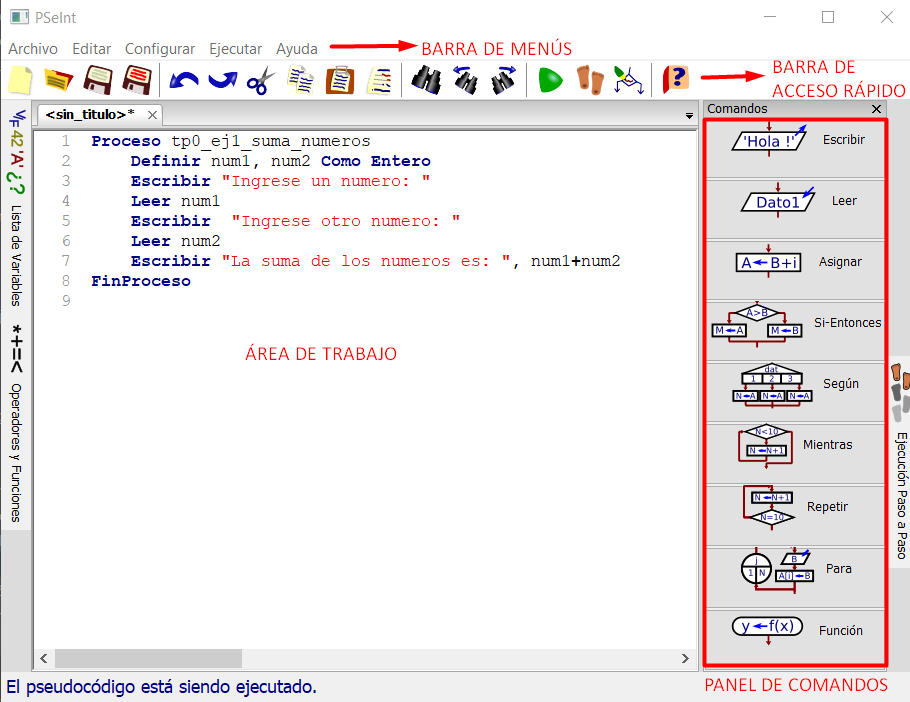 PSeInt
Archivo Editar Configurar Ejecutar Ayuda
BARRA DE MENÚS
BARRA DE
ACCESO RÁPIDO
<sin_titulo>*
Comandos
1 Proceso tp0_ej1_suma_numeros
2 Definir num1, num2 Como Entero
3 Escribir "Ingrese un numero: "
4 Leer num1
5 Escribir  "Ingrese otro numero: "
6 Leer num2
7 Escribir "La suma de los numeros es: ", num1+num2
8 FinProceso
9
ÁREA DE TRABAJO
V/F 42 'A' ¿?
Lista de Variables
*+=<
Operadores y Funciones
'Hola !' Escribir
Dato1 Leer
A B+i Asignar
A>B
M A M B
Si-Entonces
dat
1 2 3
N A N A N A
Según
N<10
N N+1
Mientras
N N+1
N=10
Repetir
i
1 N
B
A[i] B
Para
y f(x) Función
Ejecución Paso a Paso
El pseudocódigo está siendo ejecutado.
PANEL DE COMANDOS